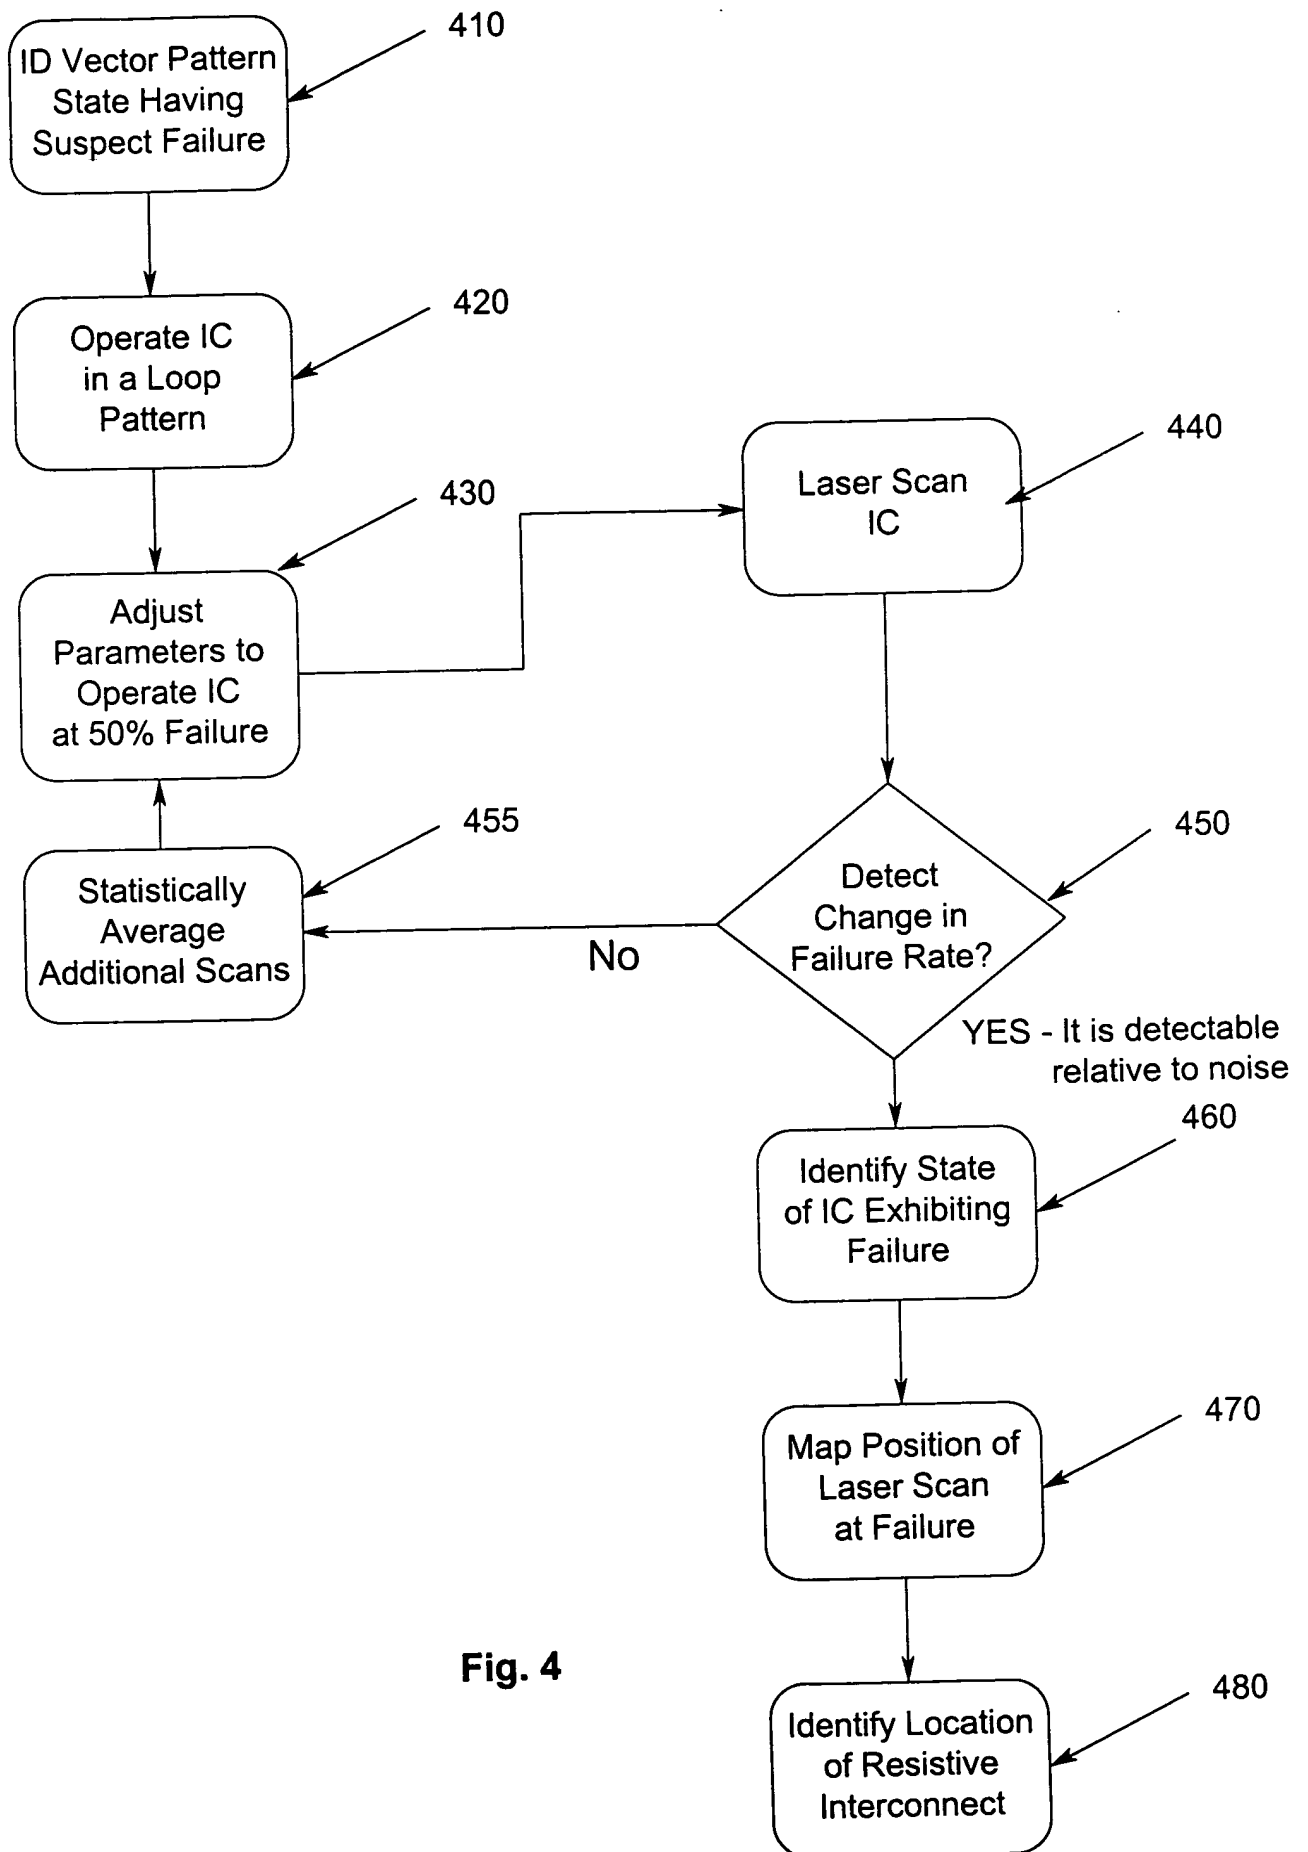 410
ID Vector Pattern
State Having
Suspect Failure
420
Operate IC
in a Loop
Pattern
430
Adjust
Parameters to
Operate IC
at 50% Failure
440
Laser Scan
IC
455
Statistically
Average
Additional Scans
450
Detect
Change in
Failure Rate?
No
YES - It is detectable
relative to noise
460
Identify State
of IC Exhibiting
Failure
470
Map Position of
Laser Scan
at Failure
480
Identify Location
of Resistive
Interconnect
Fig. 4